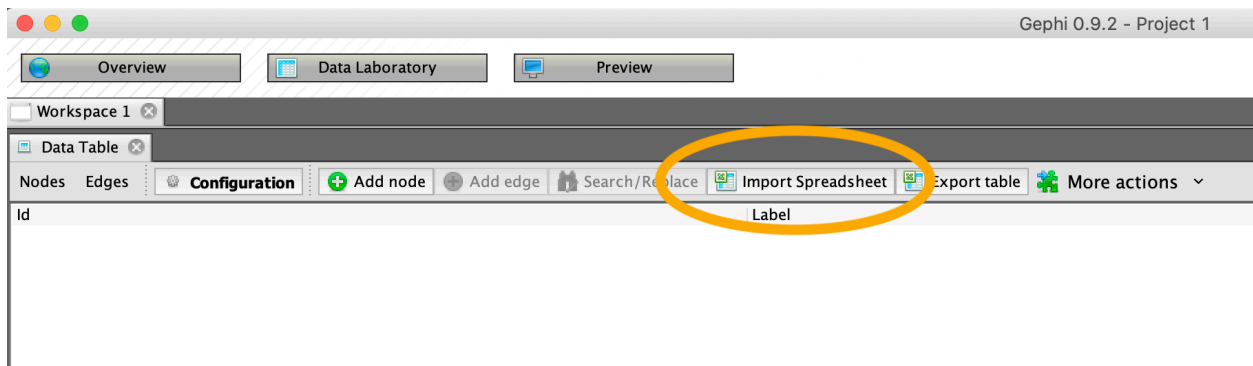 Gephi 0.9.2 - Project 1
Overview Data Laboratory Preview
Workspace 1
Data Table
Nodes Edges Configuration Add node Add edge Search/Replace Import Spreadsheet Export table More actions
Id Label